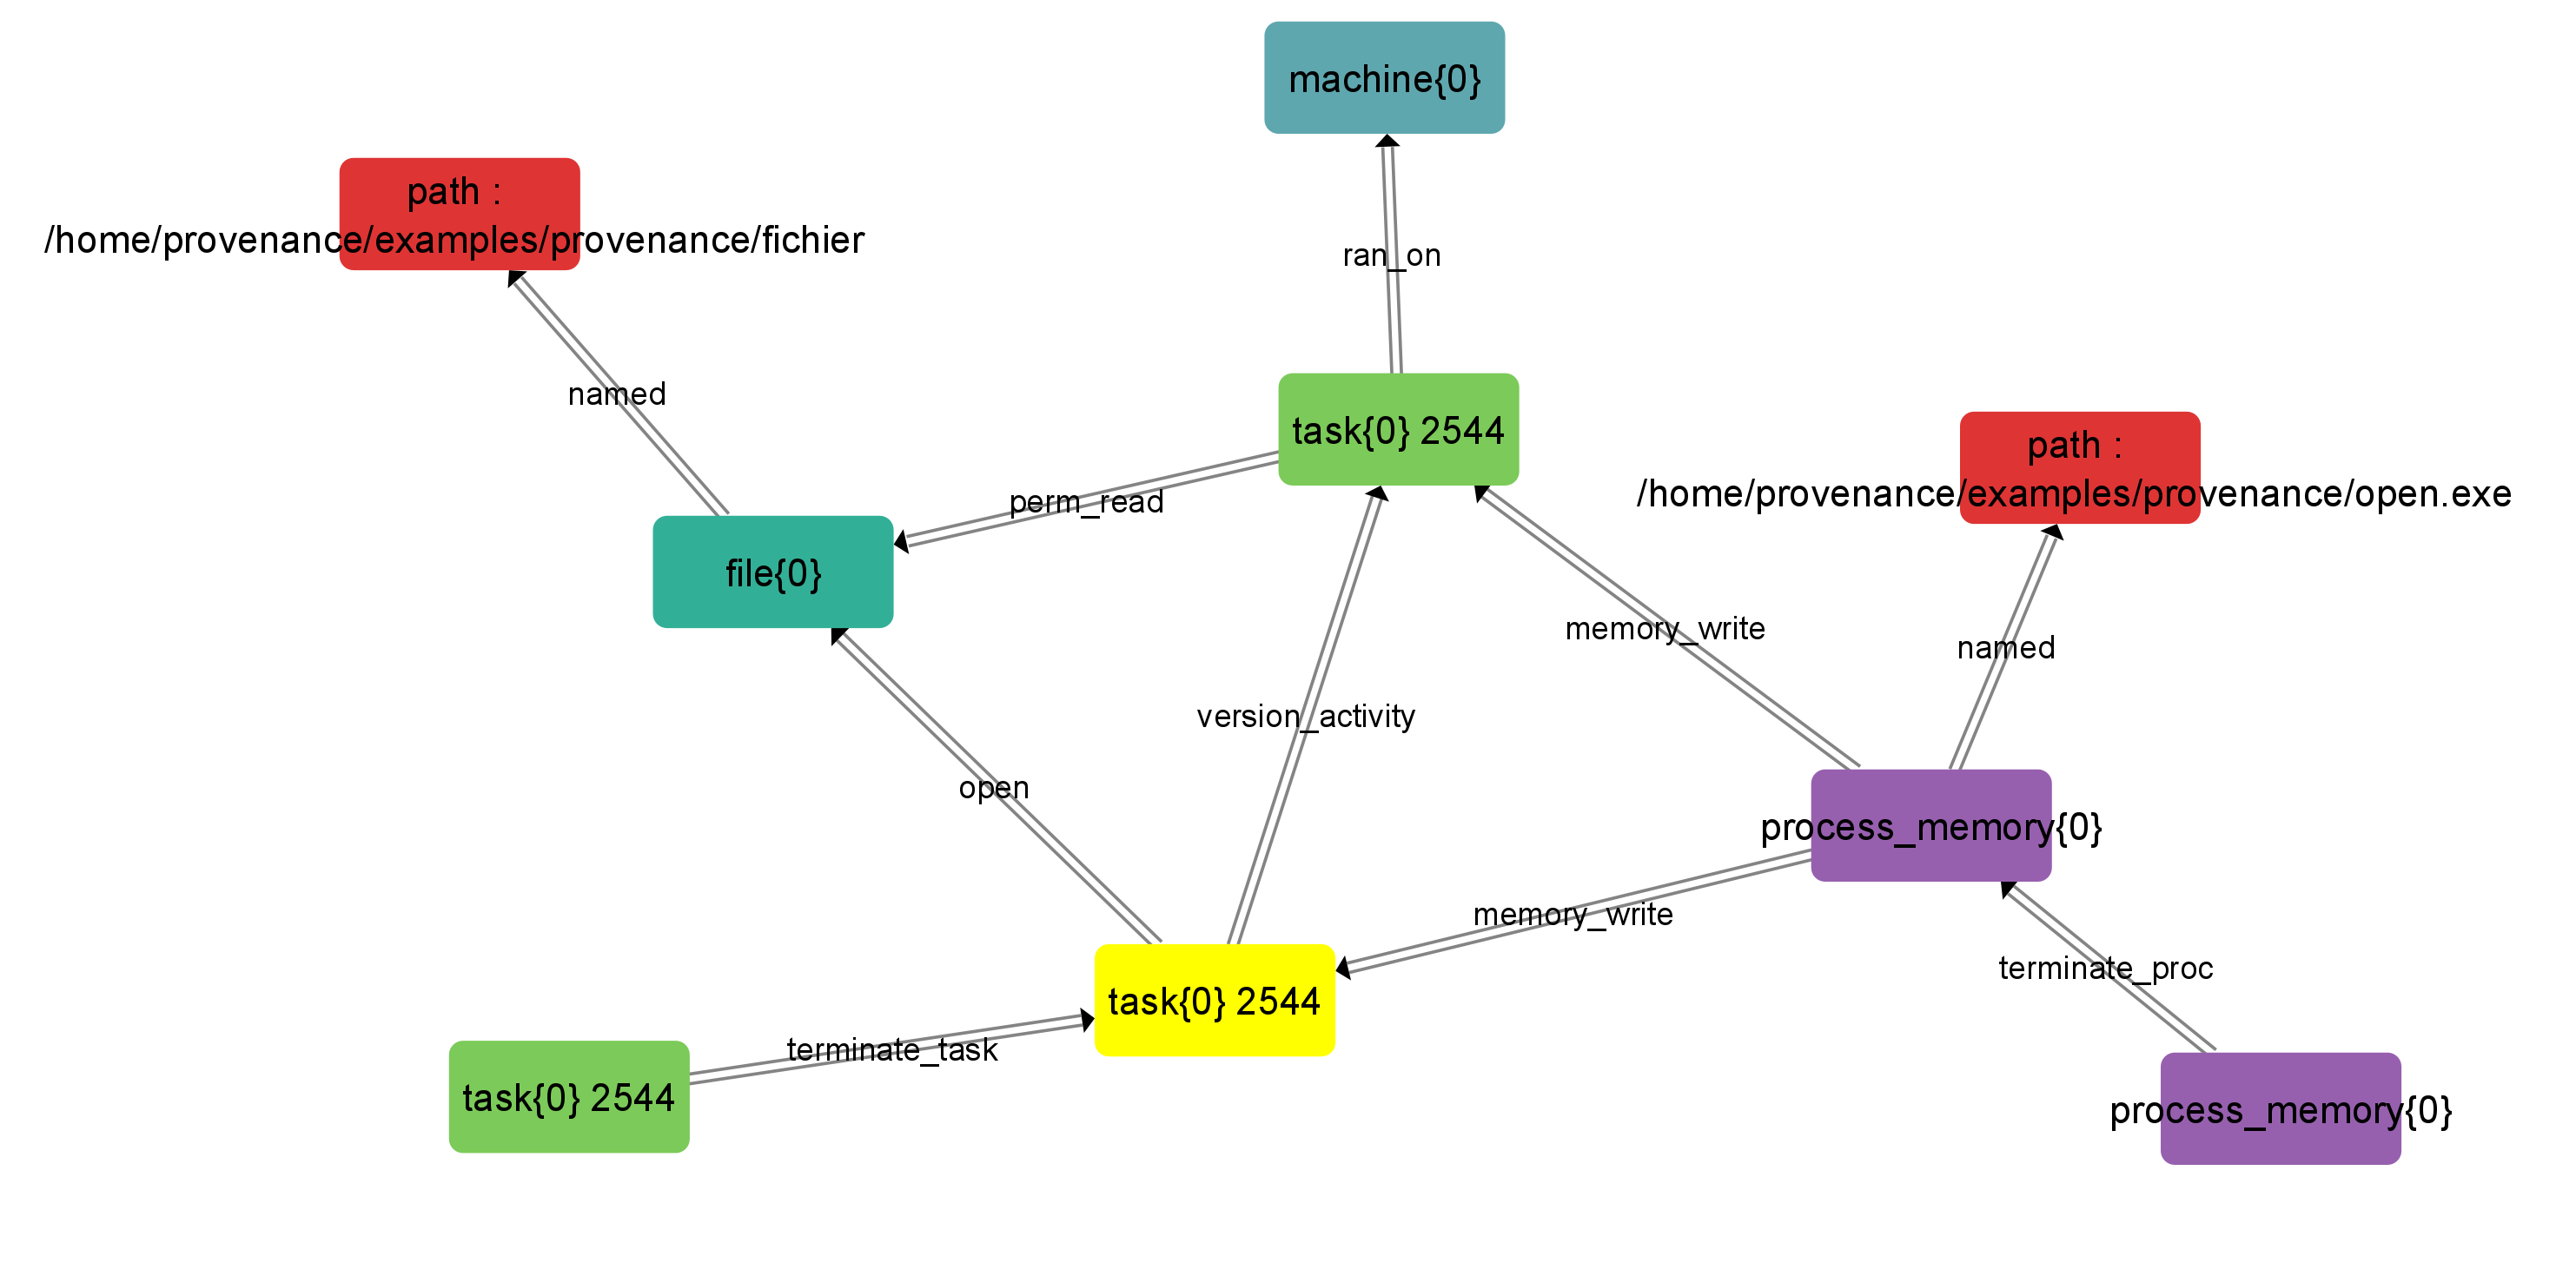 machine{0}
path :
/home/provenance/examples/provenance/fichier
ran_on
named
task{0} 2544
path :
/home/provenance/examples/provenance/open.exe
perm_read
file{0}
memory_write
named
version_activity
open
process_memory{0}
memory_write
terminate_proc
task{0} 2544
terminate_task
task{0} 2544
process_memory{0}